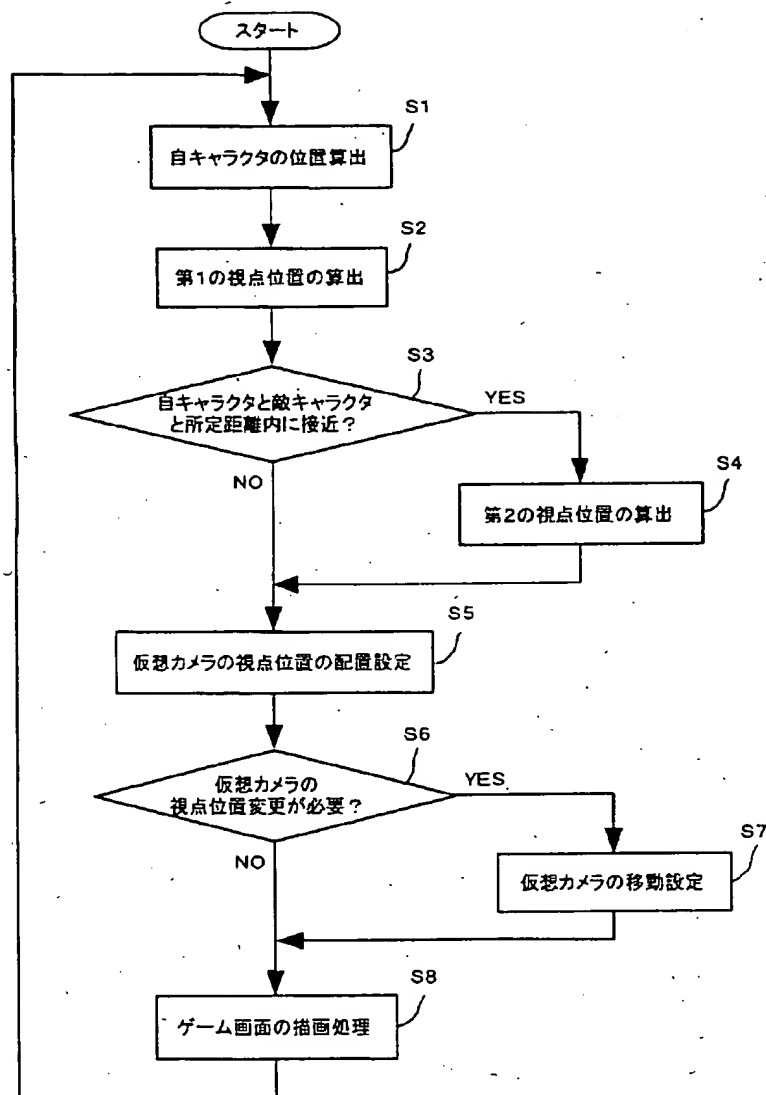 スタート
S1
自キャラクタの位置算出
S2
第1の視点位置の算出
S3
自キャラクタと敵キャラクタ
と所定距離内に接近?
YES
NO
S4
第2の視点位置の算出
S5
仮想カメラの視点位置の配置設定
S6
仮想カメラの
視点位置変更が必要?
YES
NO
S7
仮想カメラの移動設定
S8
ゲーム画面の描画処理